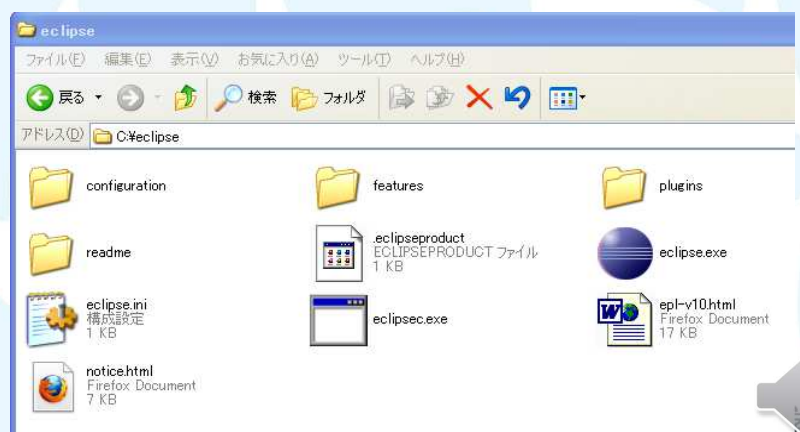 eclipse
ファイル(F) 編集(E) 表示(V) お気に入り(A) ツール(T) ヘルプ(H)
戻る 検索 フォルダ
アドレス(D) C:¥eclipse
configuration features plugins
readme
.eclipseproduct
ECLIPSEPRODUCT ファイル
1 KB
eclipse.exe
eclipse.ini
構成設定
1 KB
eclipsec.exe
epl-v10.html
Firefox Document
17 KB
notice.html
Firefox Document
7 KB